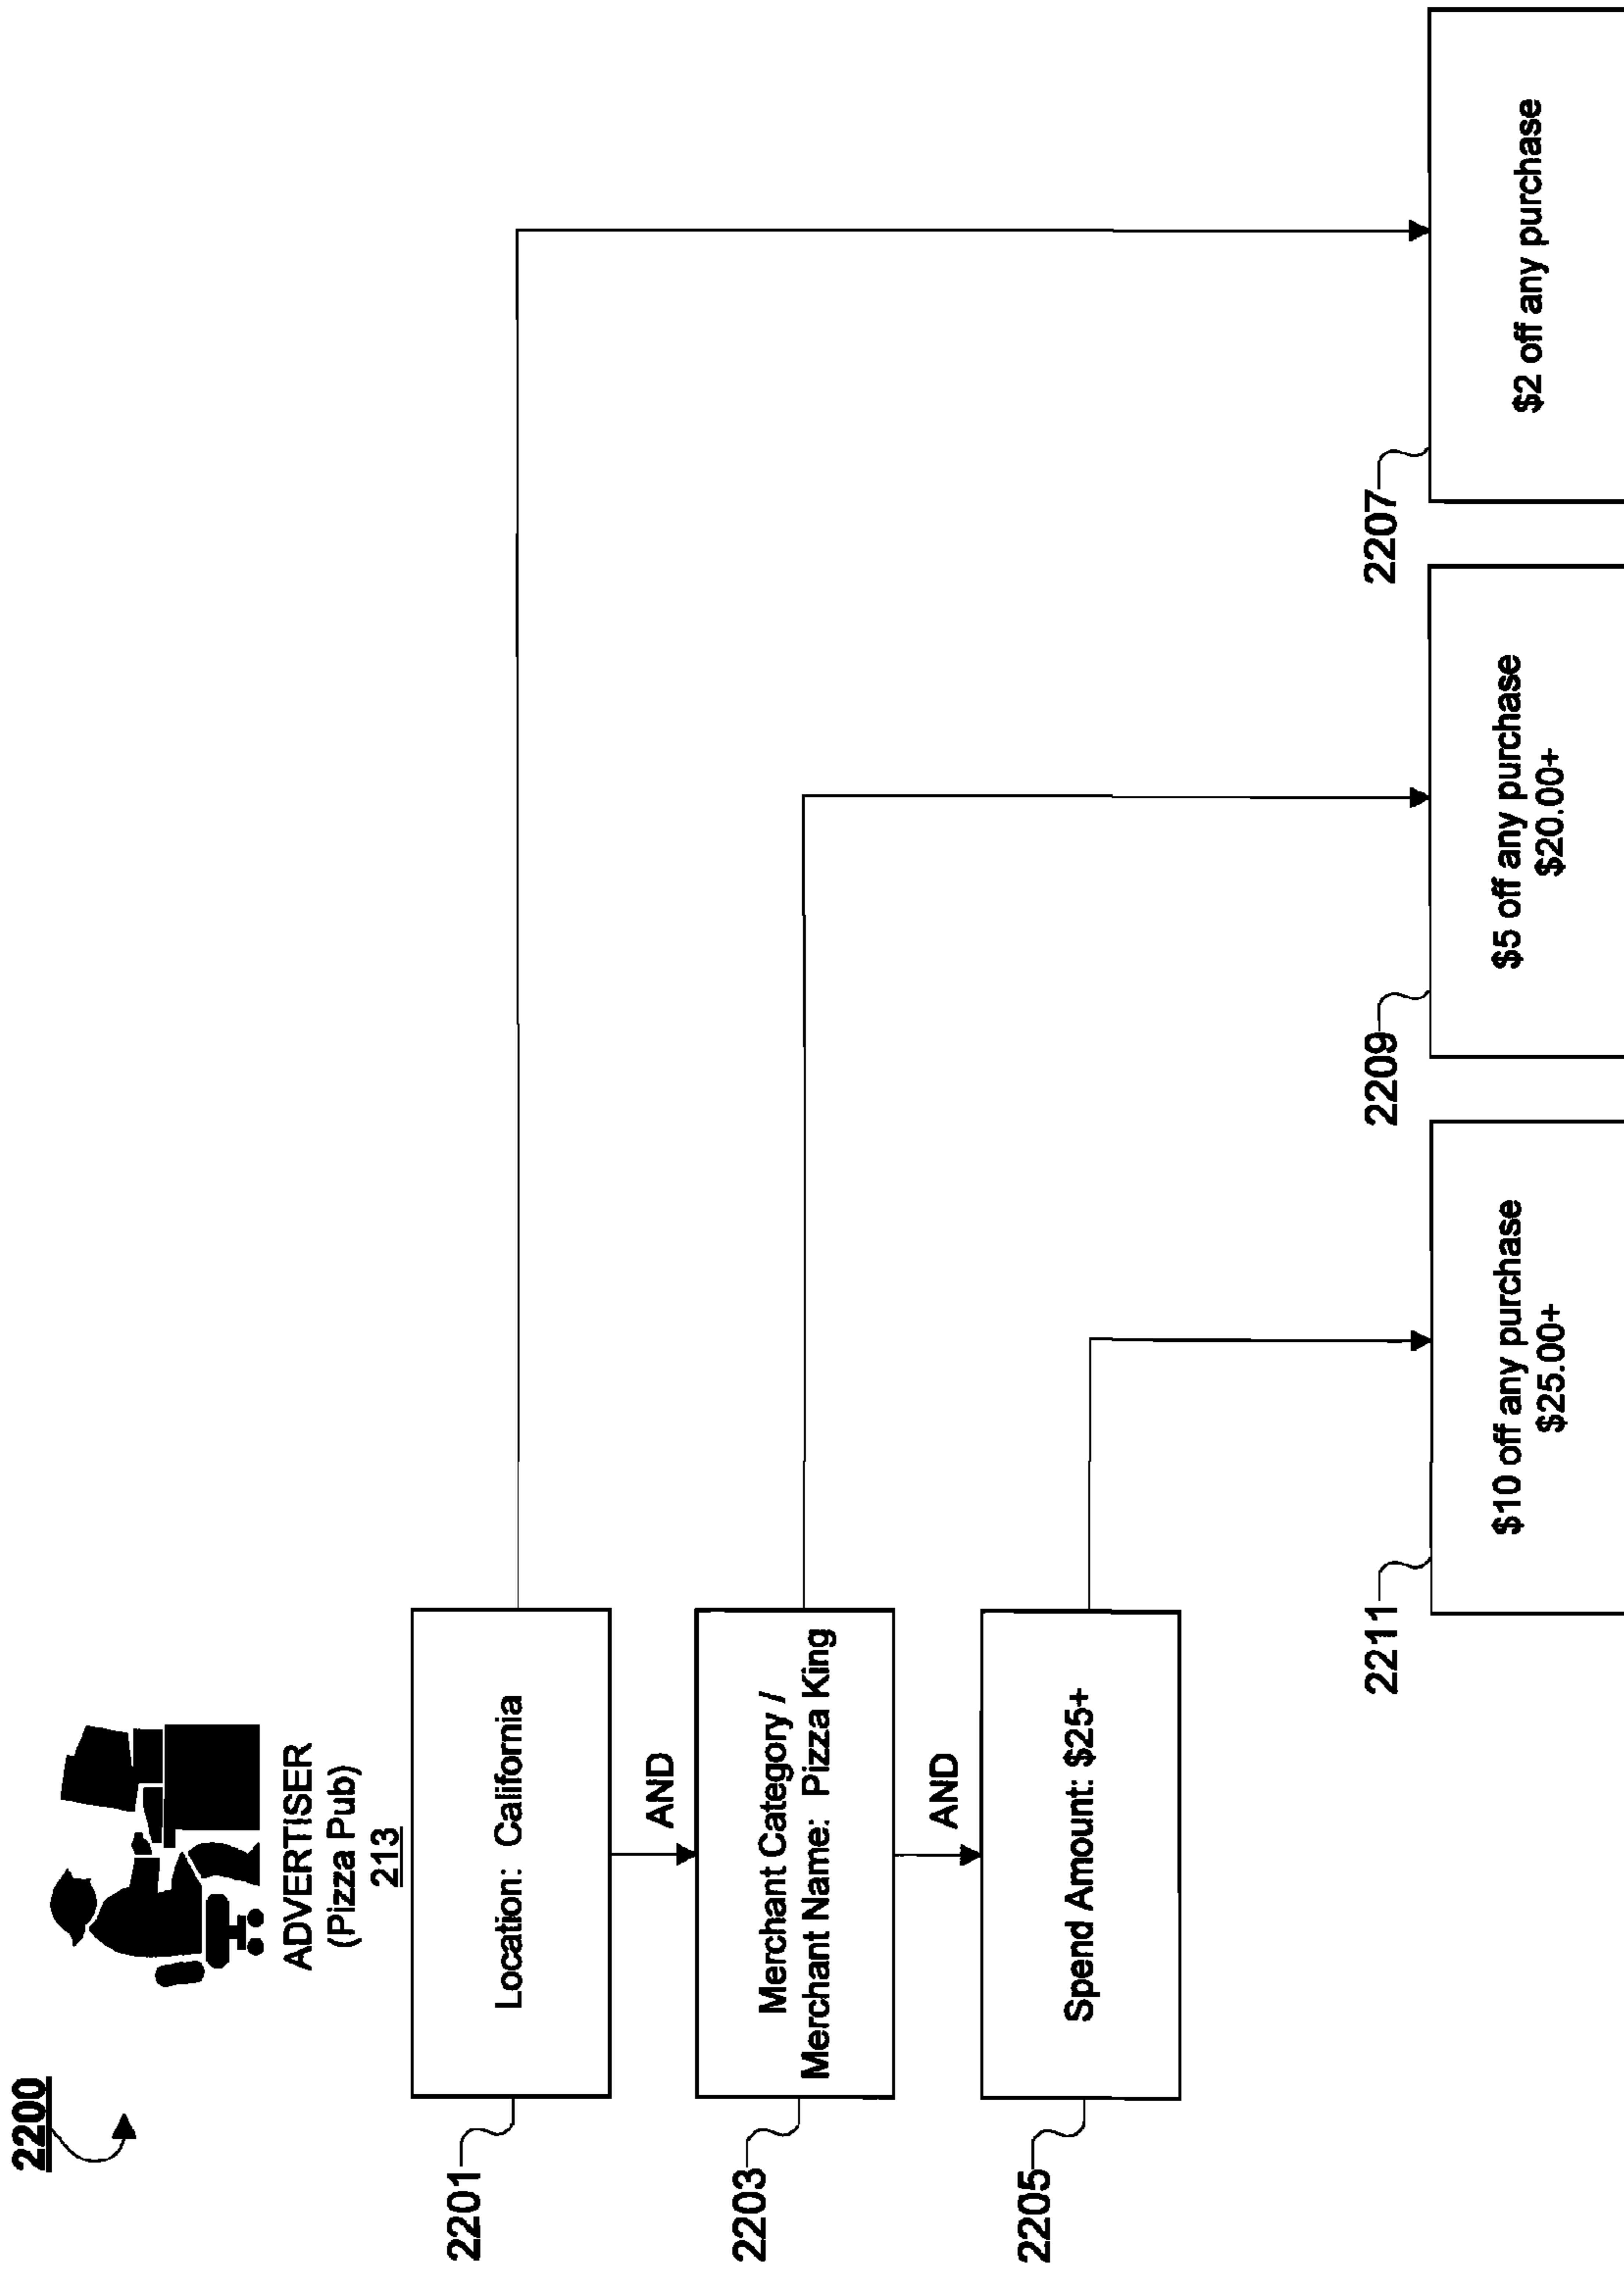 2200
ADVERTISER
(Pizza Pub)
213
2201
Location: California
AND
2203
Merchant Category /
Merchant Name: Pizza King
AND
2205
Spend Amount: $25+
2211
$10 off any purchase
$25.00+
2209
$5 off any purchase
$20.00+
2207
$2 off any purchase